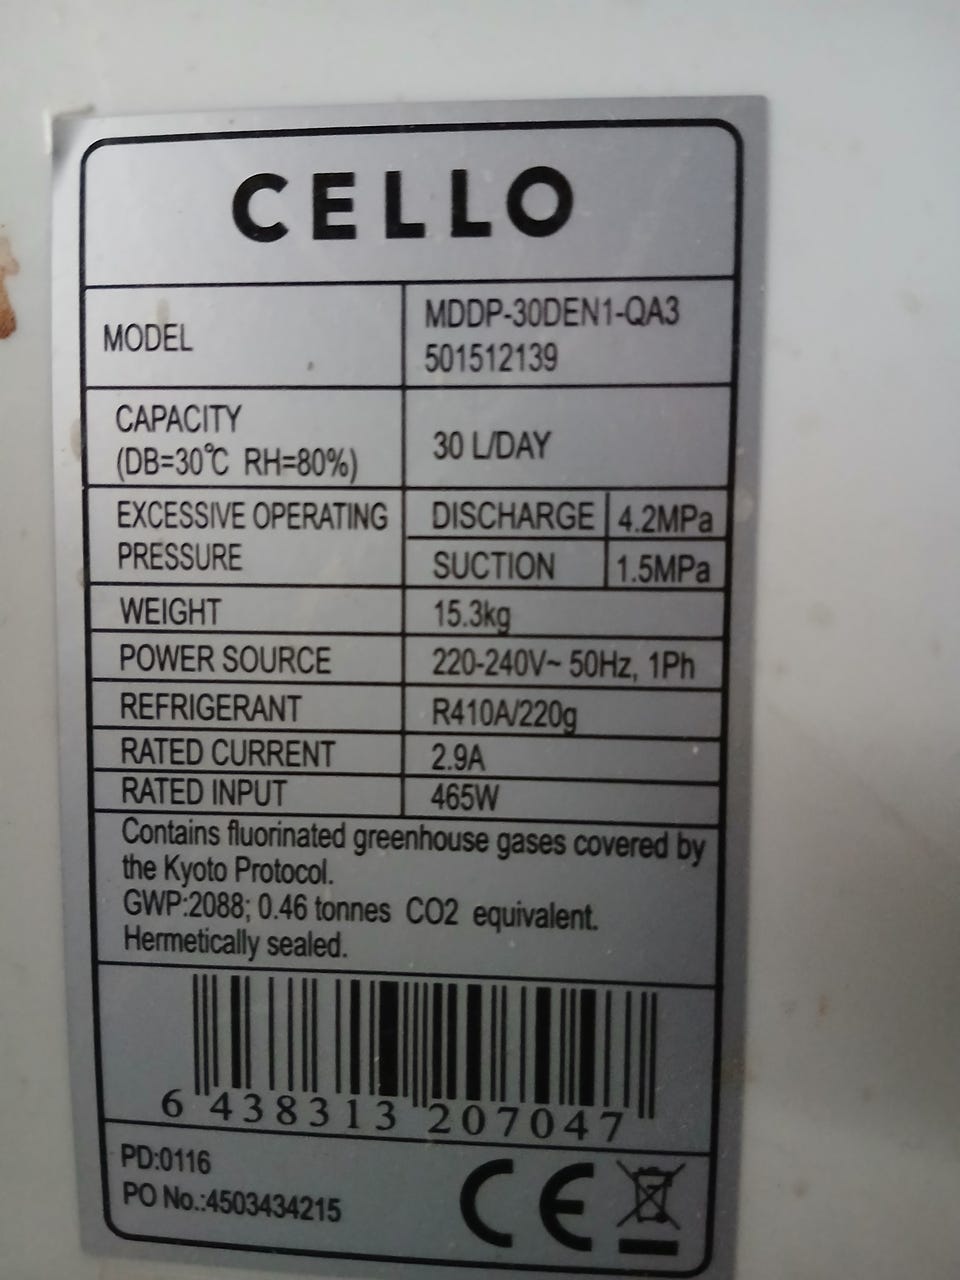 CELLO
MODEL
MDDP-30DEN1-QA3
501512139
CAPACITY
(DB=30℃ RH=80%)
30 L/DAY
EXCESSIVE OPERATING
PRESSURE
DISCHARGE 4.2MPa
SUCTION 1.5MPa
WEIGHT 15.3kg
POWER SOURCE 220-240V~ 50Hz, 1Ph
REFRIGERANT R410A/220g
RATED CURRENT 2.9A
RATED INPUT 465W
Contains fluorinated greenhouse gases covered by
the Kyoto Protocol.
GWP:2088; 0.46 tonnes CO2 equivalent.
Hermetically sealed.
6 438313 207047
PD:0116
PO No.:4503434215
CE